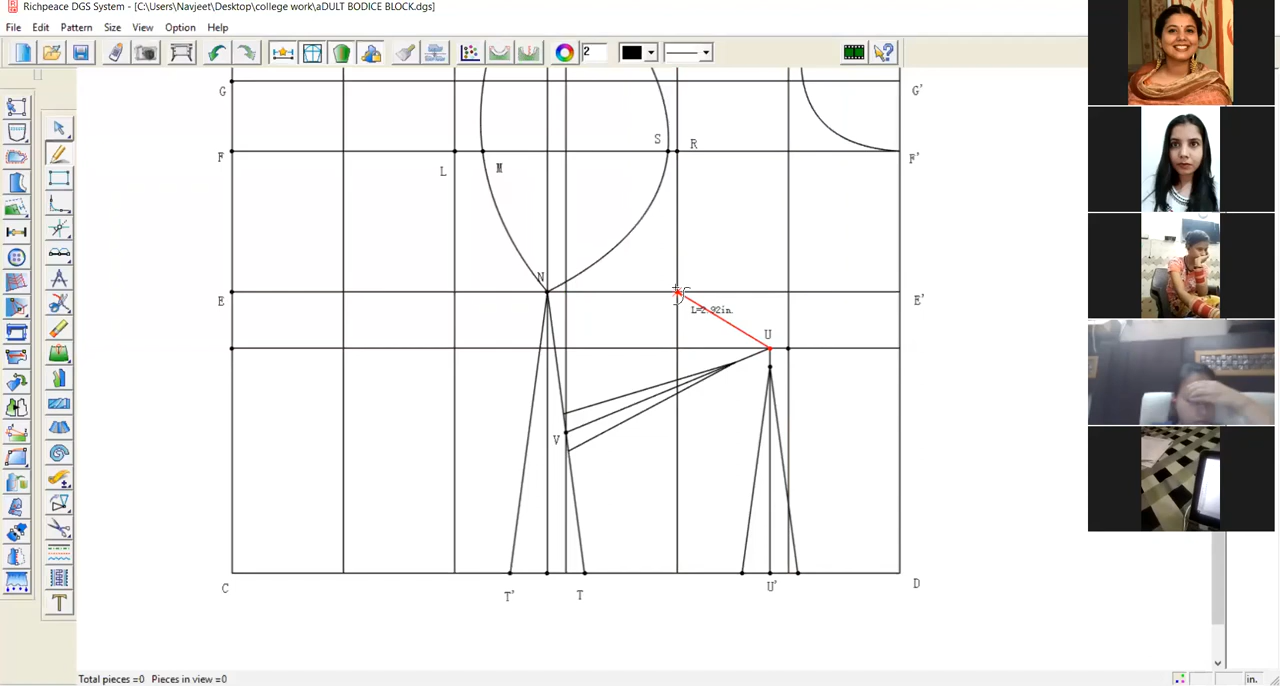 Richpeace DGS System - [C:\Users\Navjeet\Desktop\college work\aDULT BODICE BLOCK.dgs]
File Edit Pattern Size View Option Help
2
G G'
F L M S R F'
E N E'
L=2.92in.
U
V
C T' T U' D
Total pieces =0 Pieces in view =0 in.